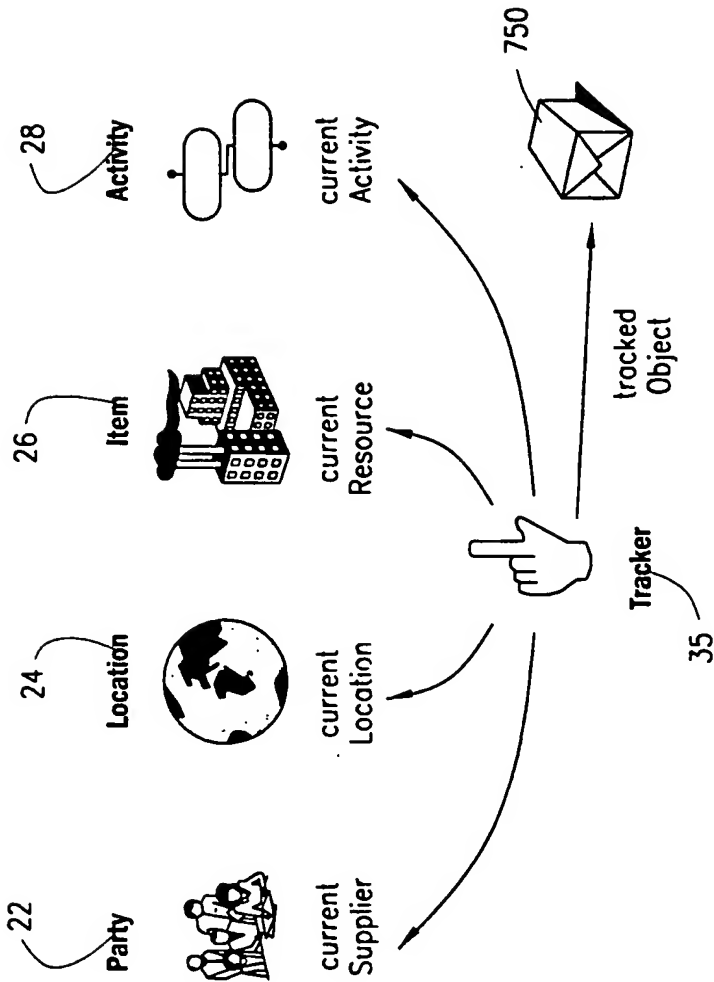 22
24
26
28
Party
Location
Item
Activity
current
Supplier
current
Location
current
Resource
current
Activity
Tracker
35
tracked
Object
750